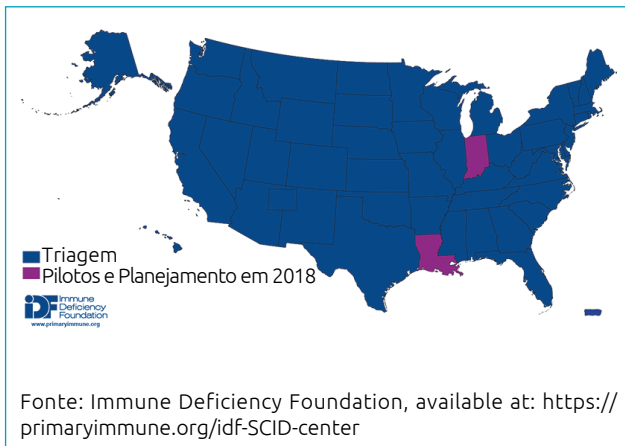 Triagem
Pilotos e Planejamento em 2018
iDF Immune
Deficiency
Foundation
www.primaryimmune.org
Fonte: Immune Deficiency Foundation, available at: https://
primaryimmune.org/idf-SCID-center